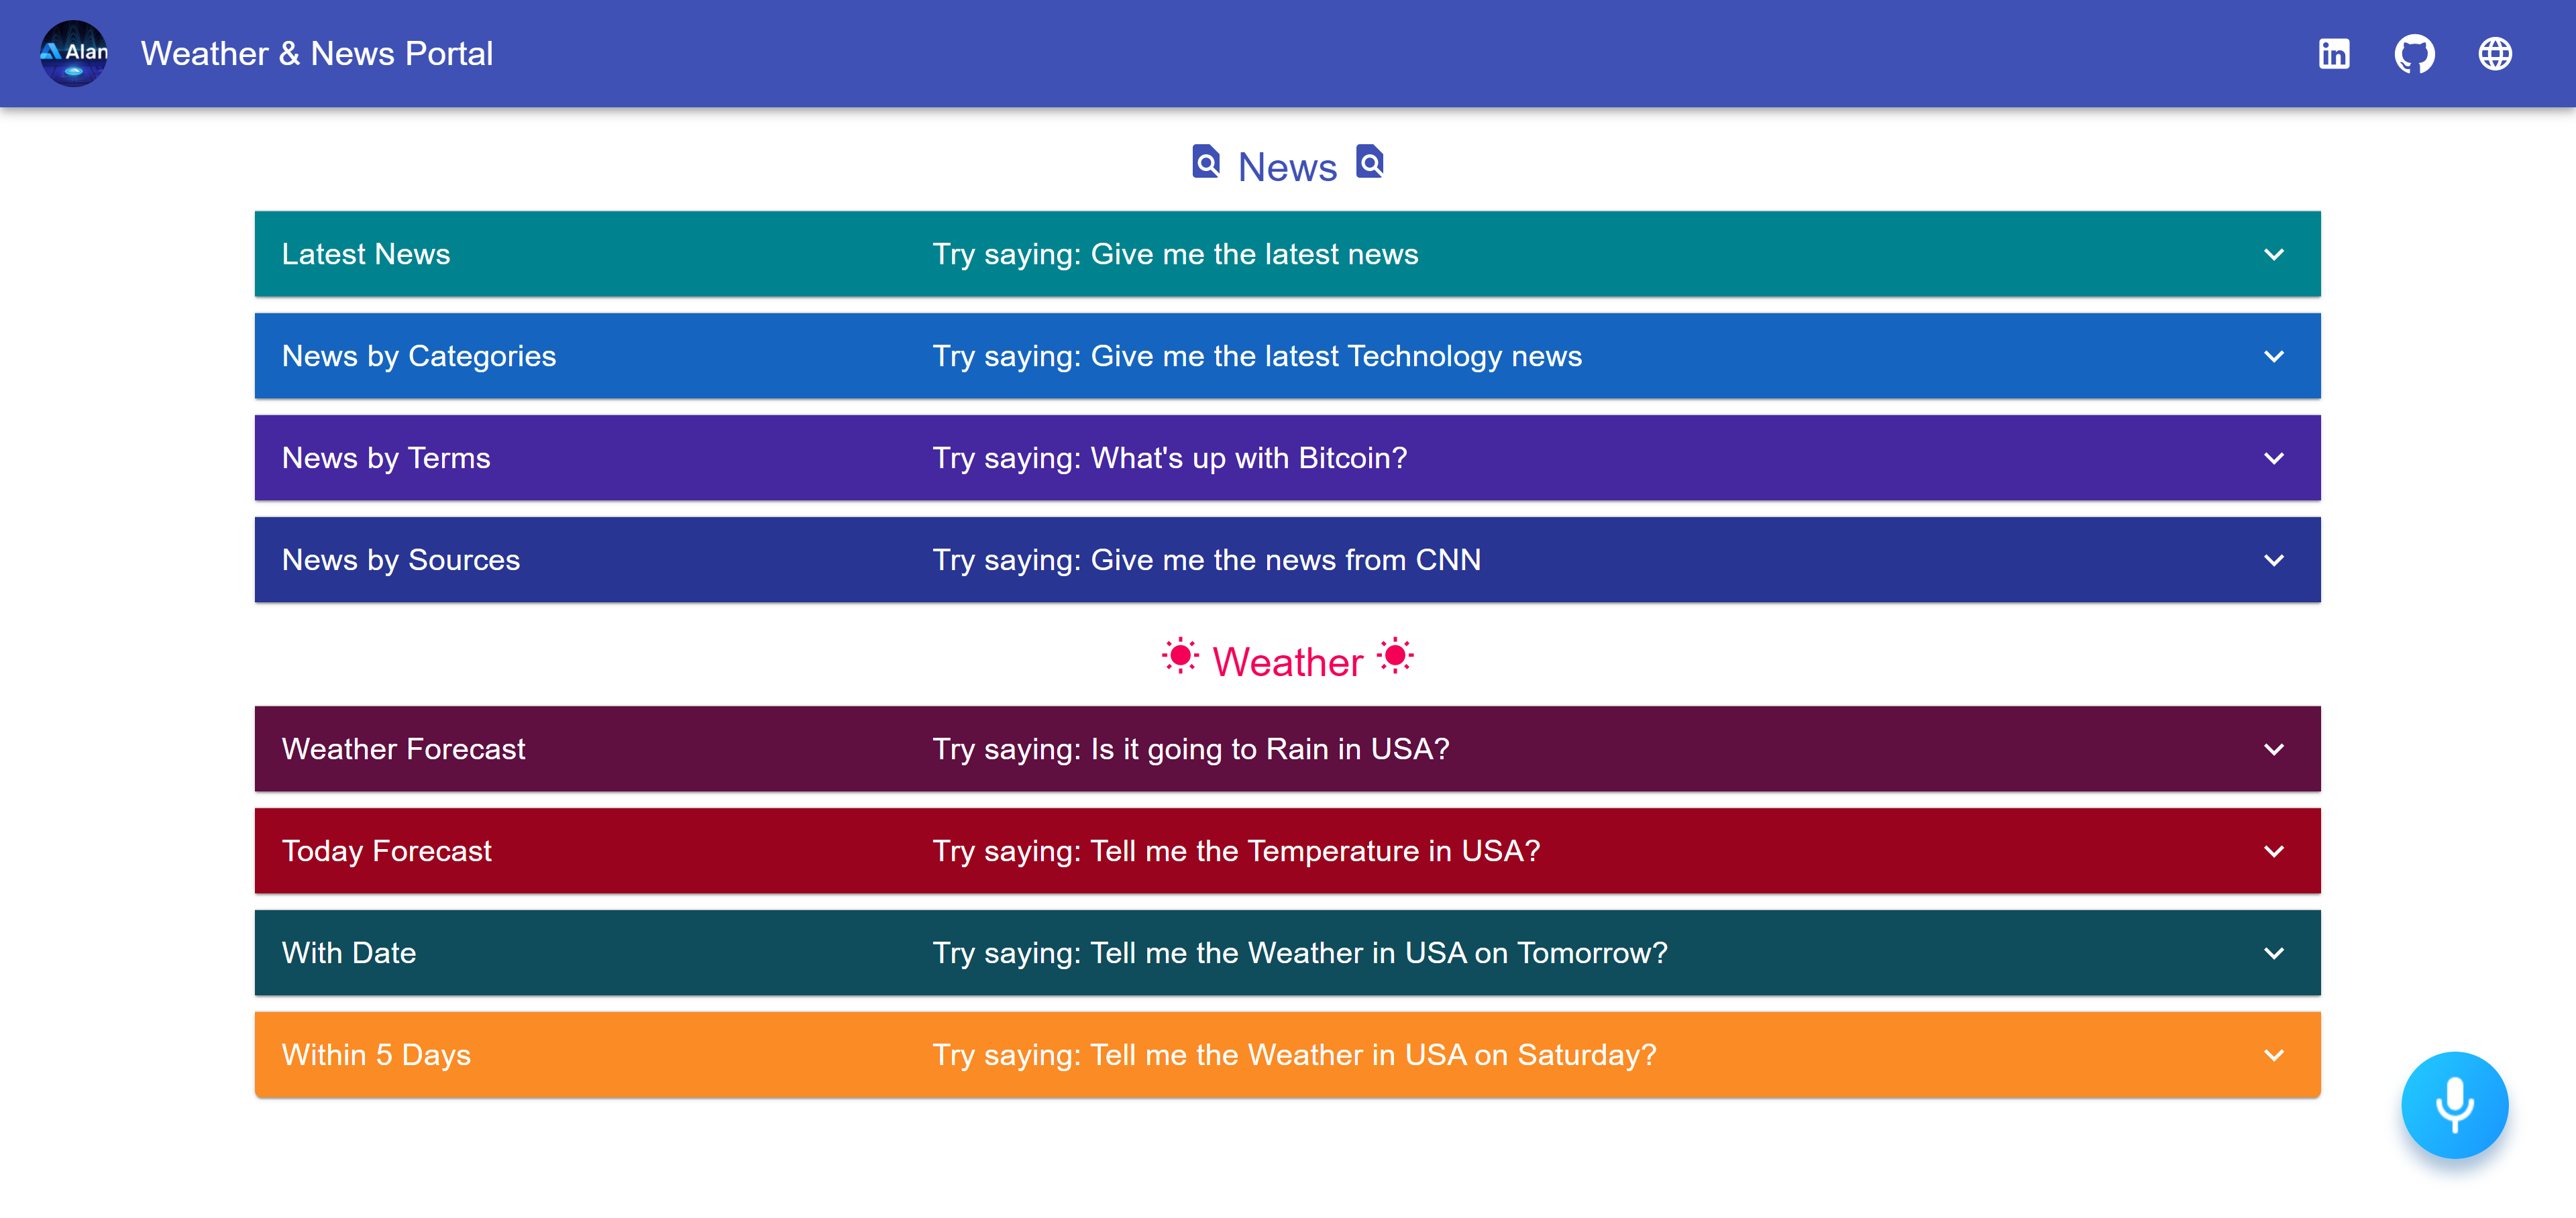 Alan
Weather & News Portal
News
Latest News Try saying: Give me the latest news
News by Categories Try saying: Give me the latest Technology news
News by Terms Try saying: What's up with Bitcoin?
News by Sources Try saying: Give me the news from CNN
Weather
Weather Forecast Try saying: Is it going to Rain in USA?
Today Forecast Try saying: Tell me the Temperature in USA?
With Date Try saying: Tell me the Weather in USA on Tomorrow?
Within 5 Days Try saying: Tell me the Weather in USA on Saturday?